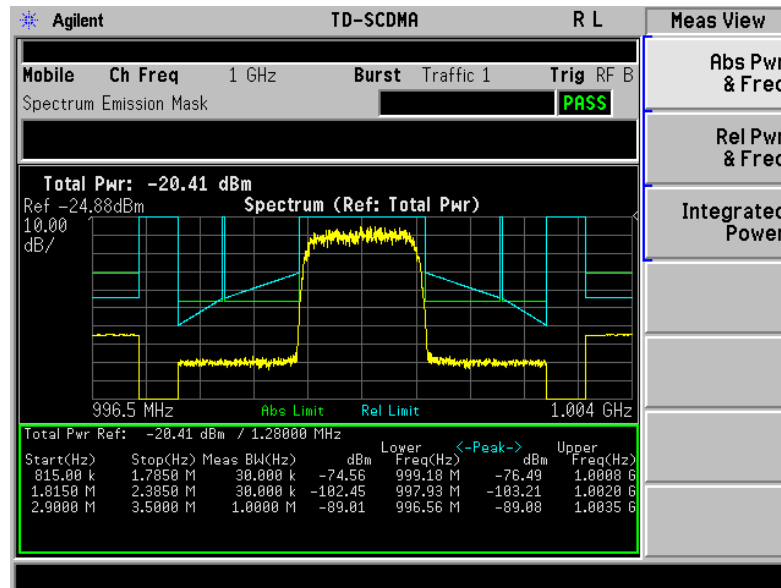 Agilent TD-SCDMA R L Meas View
Mobile Ch Freq 1 GHz Burst Traffic 1 Trig RF B
Spectrum Emission Mask PASS
Abs Pwr
& Freq
Rel Pwr
& Freq
Integrated
Power
Total Pwr: -20.41 dBm
Ref -24.88dBm Spectrum (Ref: Total Pwr)
10.00
dB/
996.5 MHz Abs Limit Rel Limit 1.004 GHz
Total Pwr Ref: -20.41 dBm / 1.28000 MHz
Lower <-Peak-> Upper
Start(Hz) Stop(Hz) Meas BW(Hz) dBm Freq(Hz) dBm Freq(Hz)
815.00 k 1.7850 M 30.000 k -74.56 999.18 M -76.49 1.0008 G
1.8150 M 2.3850 M 30.000 k -102.45 997.93 M -103.21 1.0020 G
2.9000 M 3.5000 M 1.0000 M -89.01 996.56 M -89.08 1.0035 G